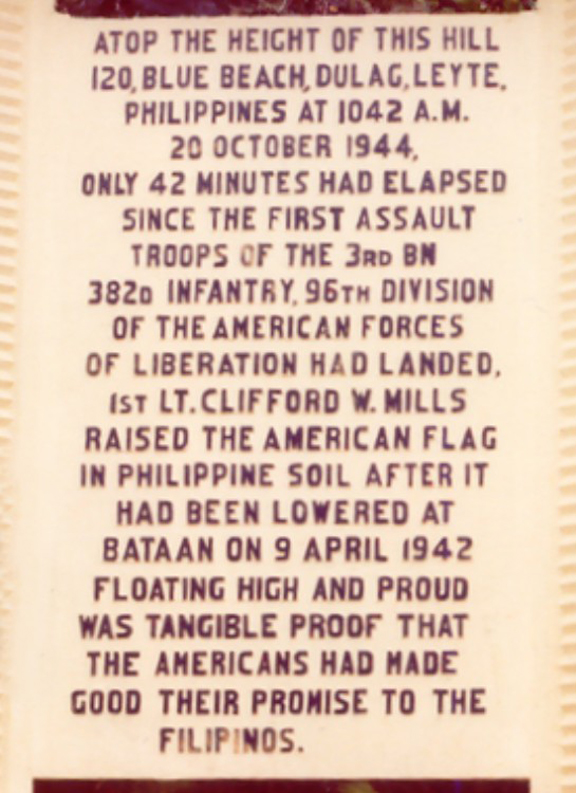 ATOP THE HEIGHT OF THIS HILL
120, BLUE BEACH, DULAG, LEYTE,
PHILIPPINES AT 1042 A.M.
20 OCTOBER 1944,
ONLY 42 MINUTES HAD ELAPSED
SINCE THE FIRST ASSAULT
TROOPS OF THE 3RD BN
382D INFANTRY, 96TH DIVISION
OF THE AMERICAN FORCES
OF LIBERATION HAD LANDED,
1ST LT. CLIFFORD W. MILLS
RAISED THE AMERICAN FLAG
IN PHILIPPINE SOIL AFTER IT
HAD BEEN LOWERED AT
BATAAN ON 9 APRIL 1942
FLOATING HIGH AND PROUD
WAS TANGIBLE PROOF THAT
THE AMERICANS HAD MADE
GOOD THEIR PROMISE TO THE
FILIPINOS.